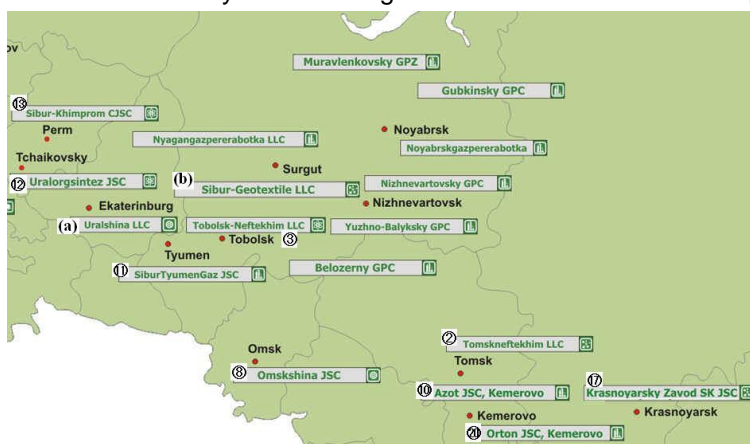 ov
Muravlenkovsky GPZ
Gubkinsky GPC
⑬
Sibur-Khimprom CJSC
Perm
Noyabrsk
Nyagangazpererabotka LLC
Noyabrskgazpererabotka
Tchaikovsky
Surgut
⑫ Uralorgsintez JSC
(b)
Sibur-Geotextile LLC
Nizhnevartovsky GPC
Ekaterinburg
Nizhnevartovsk
(a) Uralshina LLC
Tobolsk-Neftekhim LLC
Yuzhno-Balyksky GPC
Tobolsk ③
Tyumen
⑪ SiburTyumenGaz JSC
Belozerny GPC
② Tomskneftekhim LLC
Omsk
Tomsk
⑧ Omskshina JSC
⑰
⑩ Azot JSC, Kemerovo
Krasnoyarsky Zavod SK JSC
Kemerovo
Krasnoyarsk
⑳ Orton JSC, Kemerovo